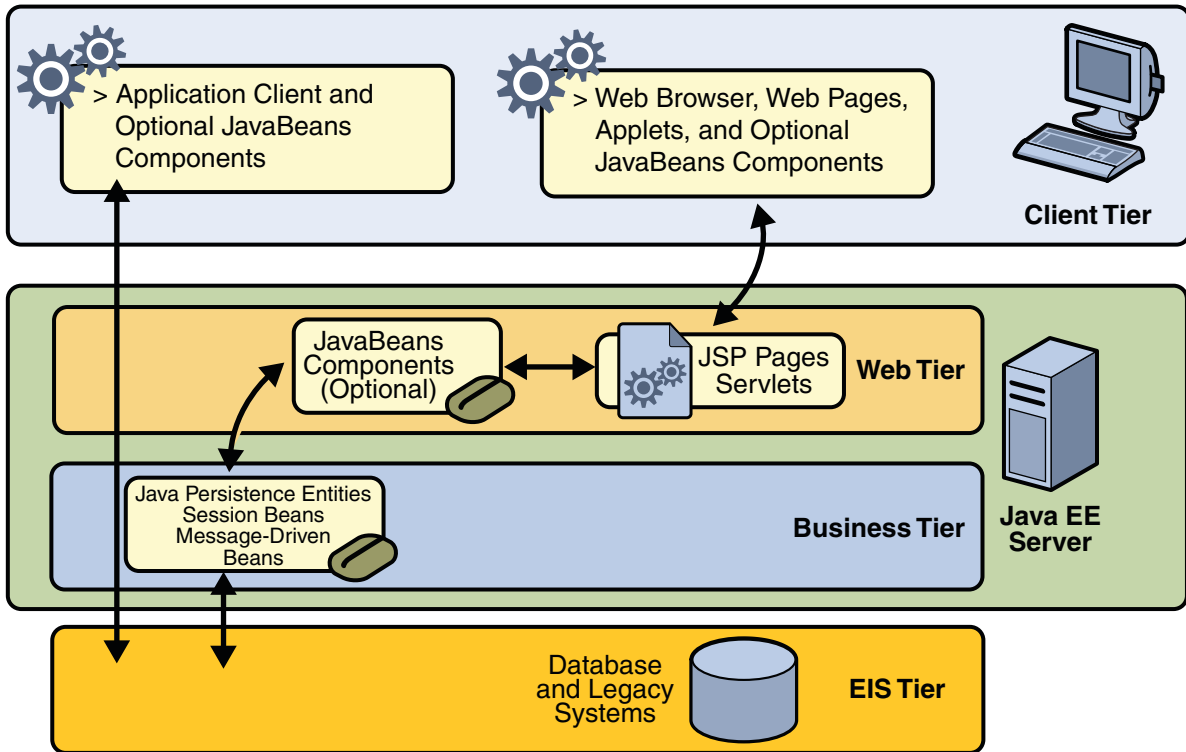 > Application Client and
Optional JavaBeans
Components
> Web Browser, Web Pages,
Applets, and Optional
JavaBeans Components
Client Tier
JavaBeans
Components
(Optional)
JSP Pages
Servlets
Web Tier
Java Persistence Entities
Session Beans
Message-Driven
Beans
Business Tier
Java EE
Server
Database
and Legacy
Systems
EIS Tier